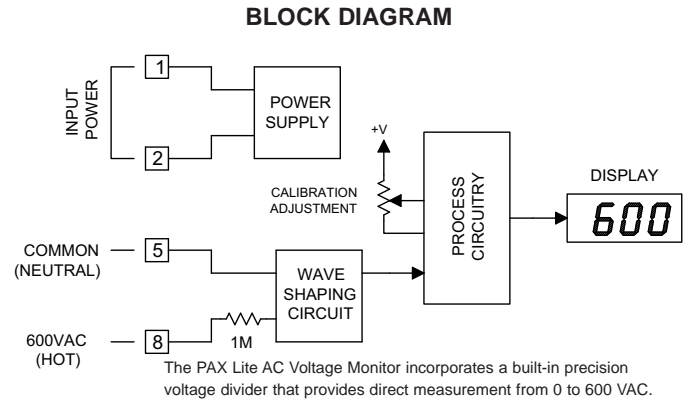 BLOCK DIAGRAM
INPUT
POWER
1
2
POWER
SUPPLY
+V
CALIBRATION
ADJUSTMENT
PROCESS
CIRCUITRY
DISPLAY
600
COMMON
(NEUTRAL)
5
WAVE
SHAPING
CIRCUIT
600VAC
(HOT)
8
1M
The PAX Lite AC Voltage Monitor incorporates a built-in precision
voltage divider that provides direct measurement from 0 to 600 VAC.